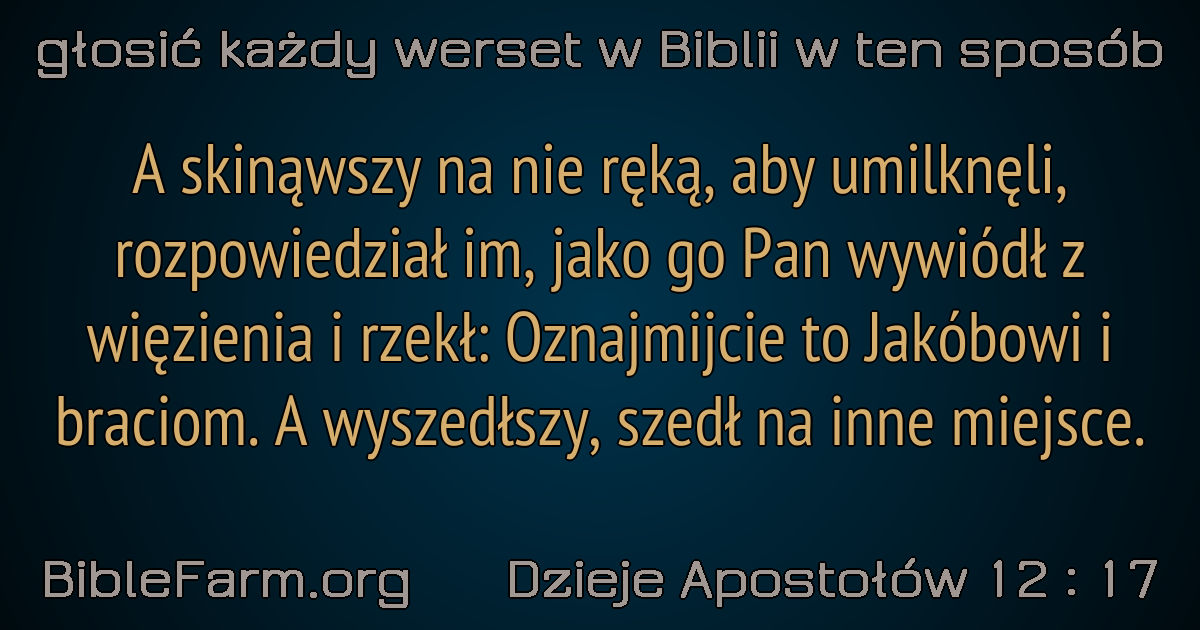 głosić każdy werset w Biblii w ten sposób
A skinąwszy na nie ręką, aby umilknęli,
rozpowiedział im, jako go Pan wywiódł z
więzienia i rzekł: Oznajmijcie to Jakóbowi i
braciom. A wyszedłszy, szedł na inne miejsce.
BibleFarm.org Dzieje Apostołów 12 : 17